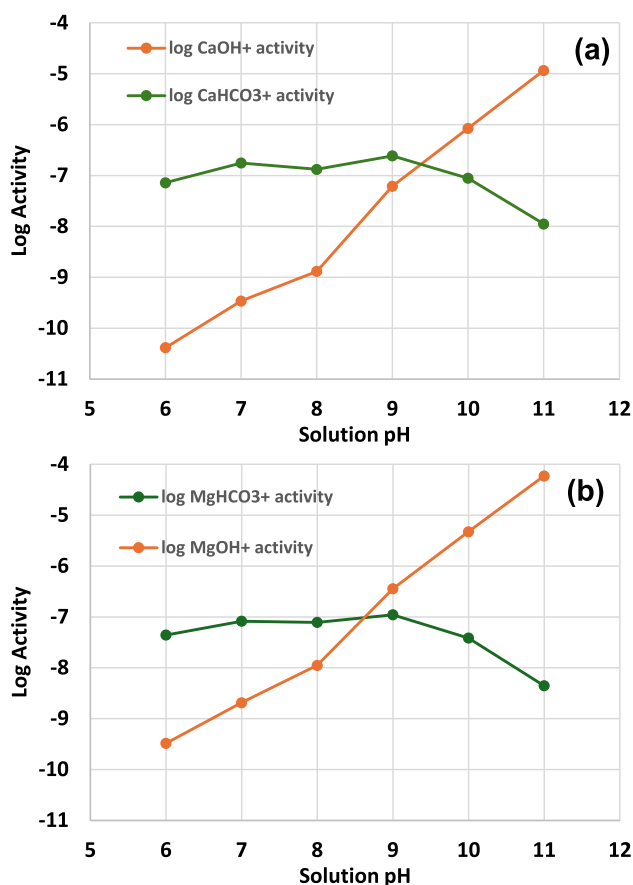 -4
(a)
log CaOH+ activity
-5
log CaHCO3+ activity
-6
-7
Log Activity
-8
-9
-10
-11
5 6 7 8 9 10 11 12
Solution pH
-4
log MgHCO3+ activity
(b)
-5
log MgOH+ activity
-6
-7
Log Activity
-8
-9
-10
-11
5 6 7 8 9 10 11 12
Solution pH